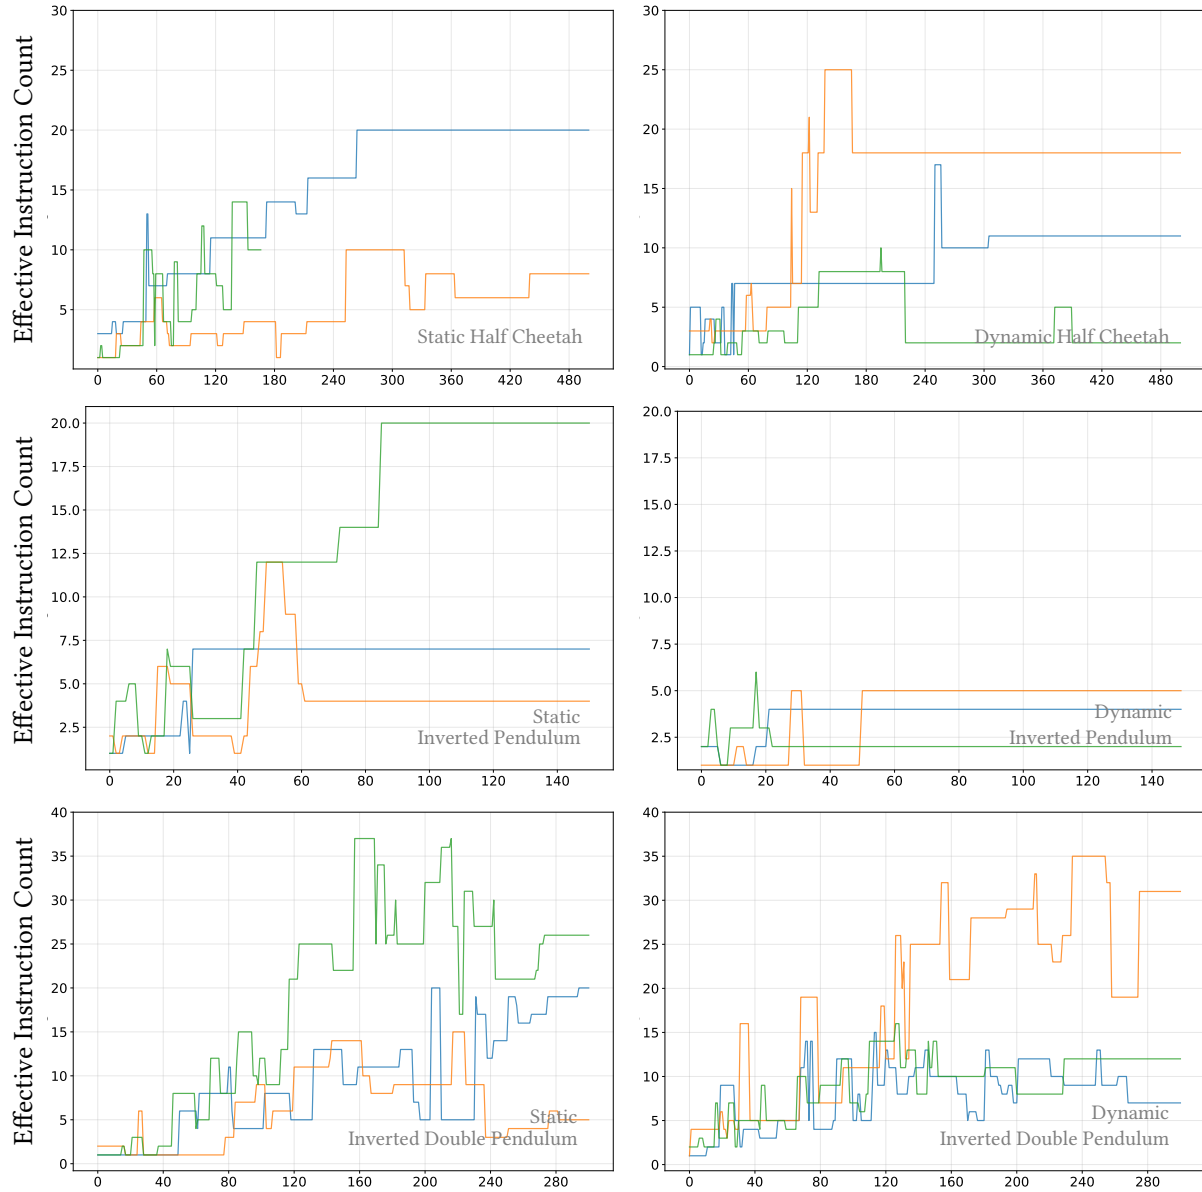 Effective Instruction Count
30
25
20
15
10
5
0 60 120 180 240 300 360 420 480
Static Half Cheetah
30
25
20
15
10
5
0
0 60 120 180 240 300 360 420 480
Dynamic Half Cheetah
Effective Instruction Count
20.0
17.5
15.0
12.5
10.0
7.5
5.0
2.5
0 20 40 60 80 100 120 140
Static
Inverted Pendulum
20.0
17.5
15.0
12.5
10.0
7.5
5.0
2.5
0 20 40 60 80 100 120 140
Dynamic
Inverted Pendulum
Effective Instruction Count
40
35
30
25
20
15
10
5
0
0 40 80 120 160 200 240 280
Static
Inverted Double Pendulum
40
35
30
25
20
15
10
5
0
0 40 80 120 160 200 240 280
Dynamic
Inverted Double Pendulum